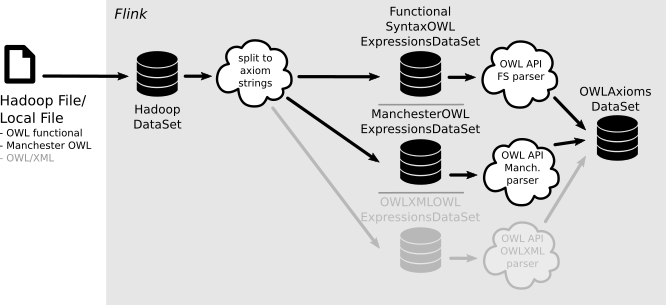 Flink
Hadoop File/
Local File
- OWL functional
- Manchester OWL
- OWL/XML
Hadoop
DataSet
split to
axiom
strings
Functional
SyntaxOWL
ExpressionsDataSet
OWL API
FS parser
ManchesterOWL
ExpressionsDataSet
OWL API
Manch.
parser
OWLXMLOWL
ExpressionsDataSet
OWL API
OWLXML
parser
OWLAxioms
DataSet